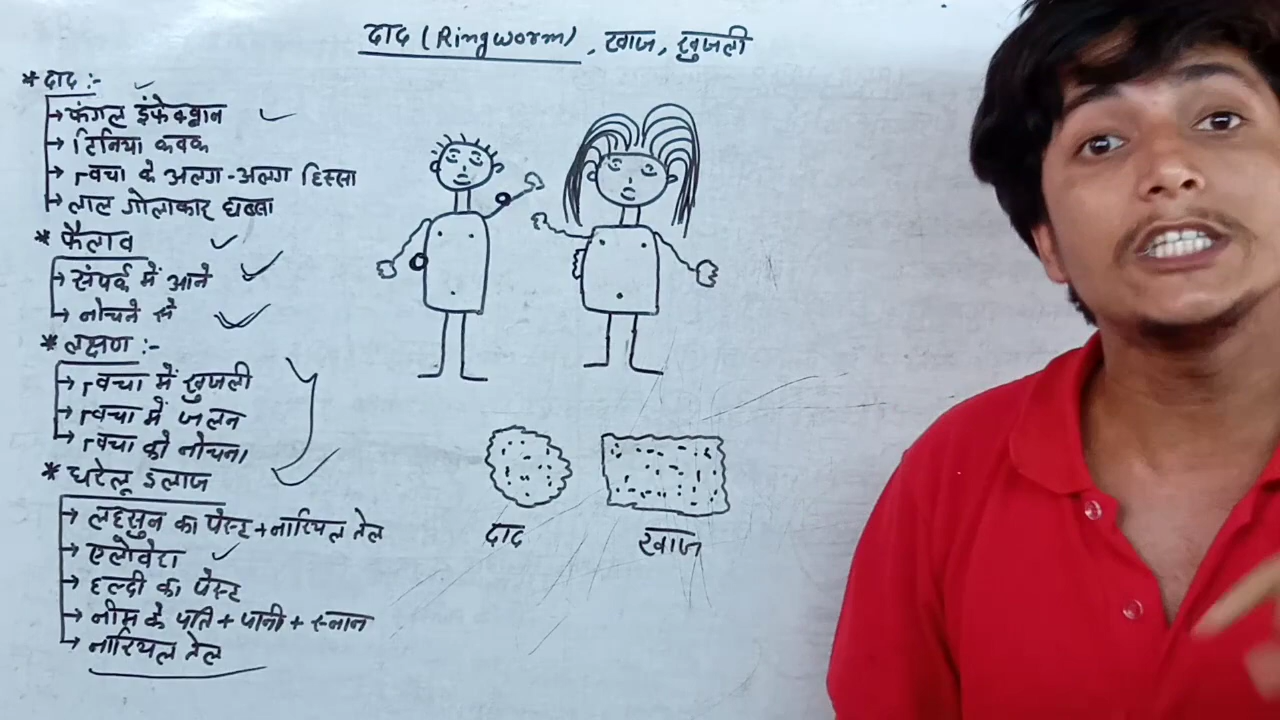 दाद (Ringworm), खाज, खुजली
* दाद :-
→ फंगल इंफेक्शन
→ टिनिया कवक
→ त्वचा के अलग-अलग हिस्सा
→ लाल गोलाकार धब्बा
* फैलाव
→ संपर्क में आने
→ नोचने से
* लक्षण :-
→ त्वचा में खुजली
→ त्वचा में जलन
→ त्वचा को नोचना
* घरेलू इलाज
→ लहसुन का पेस्ट + नारियल तेल
→ एलोवेरा
→ हल्दी का पेस्ट
→ नीम के पति + पानी + स्नान
→ नारियल तेल
दाद
खाज